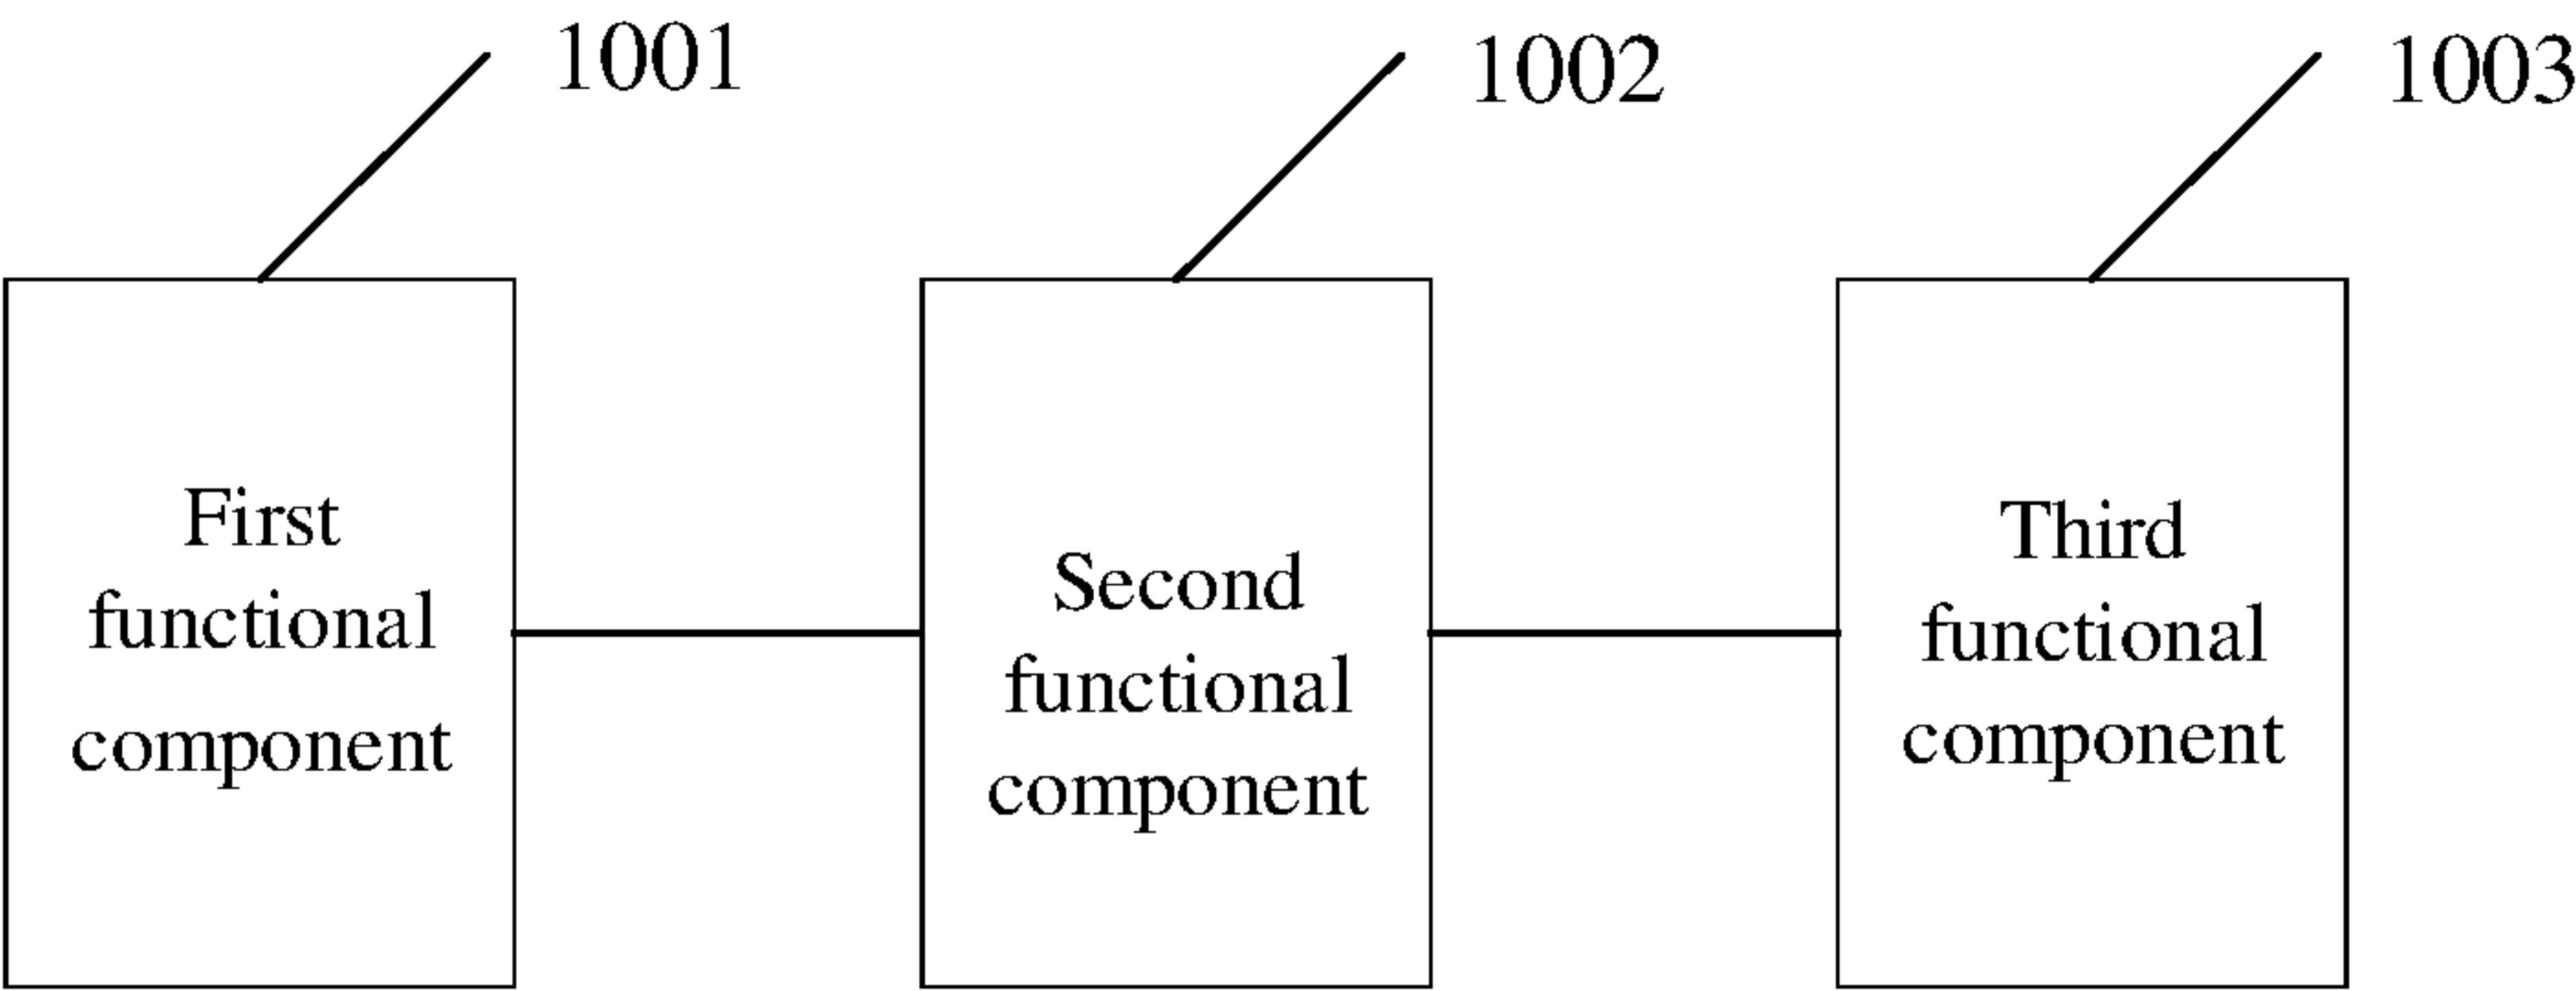 1001
1002
1003
First
functional
component
Second
functional
component
Third
functional
component